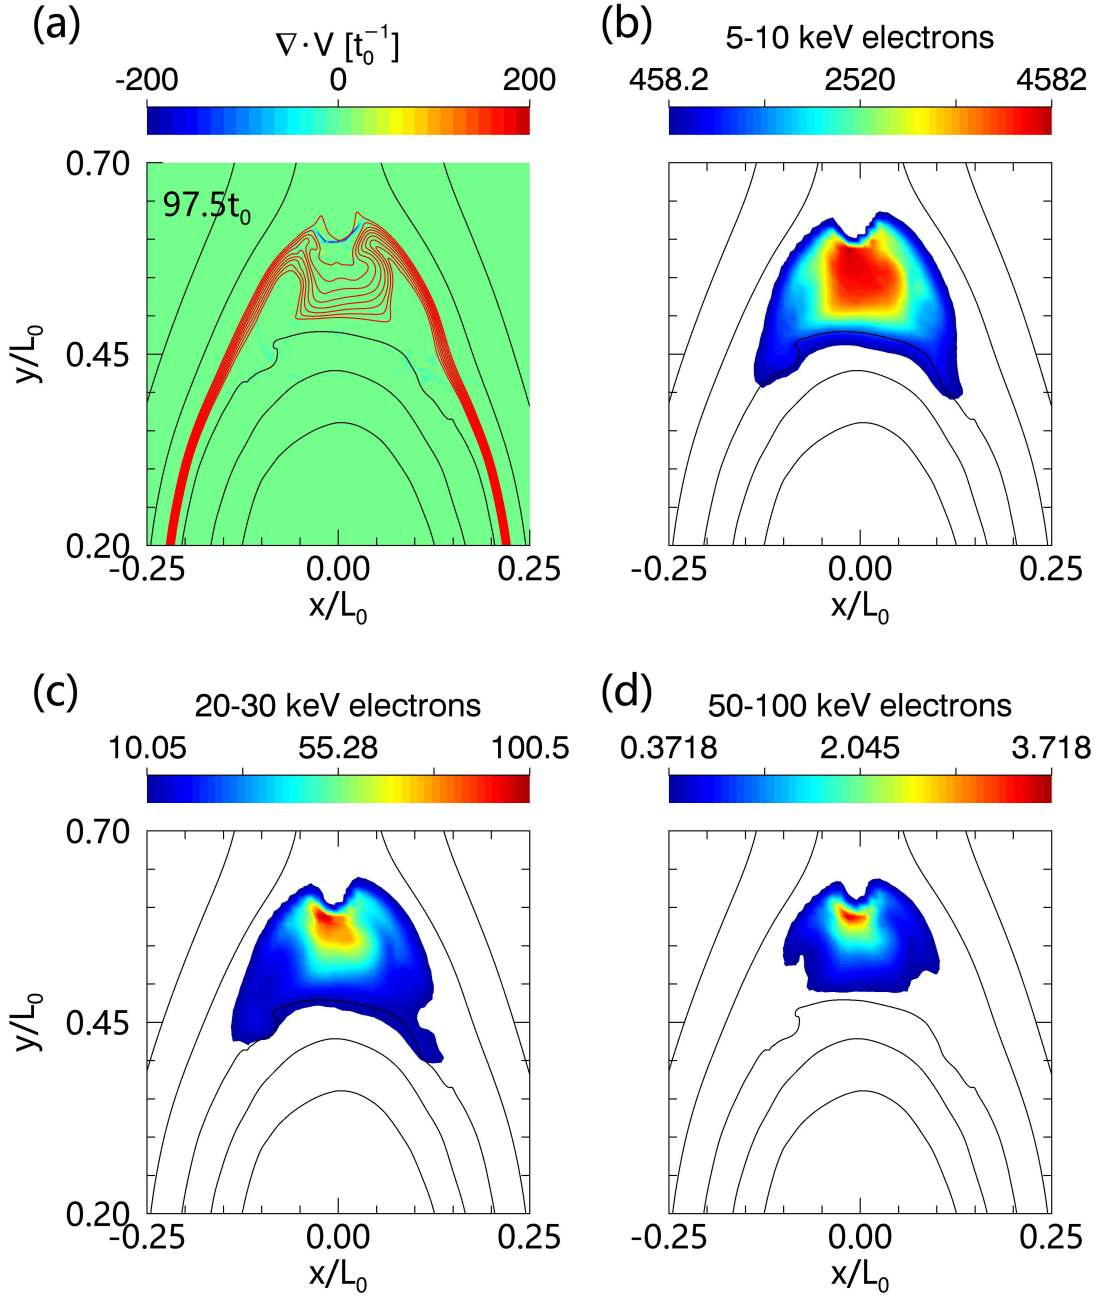 (a)
∇·V [t₀⁻¹]
-200 0 200
0.70
97.5t₀
0.45
y/L₀
0.20
-0.25 0.00 0.25
x/L₀
(b)
5-10 keV electrons
458.2 2520 4582
-0.25 0.00 0.25
x/L₀
(c)
20-30 keV electrons
10.05 55.28 100.5
0.70
0.45
y/L₀
0.20
-0.25 0.00 0.25
x/L₀
(d)
50-100 keV electrons
0.3718 2.045 3.718
-0.25 0.00 0.25
x/L₀